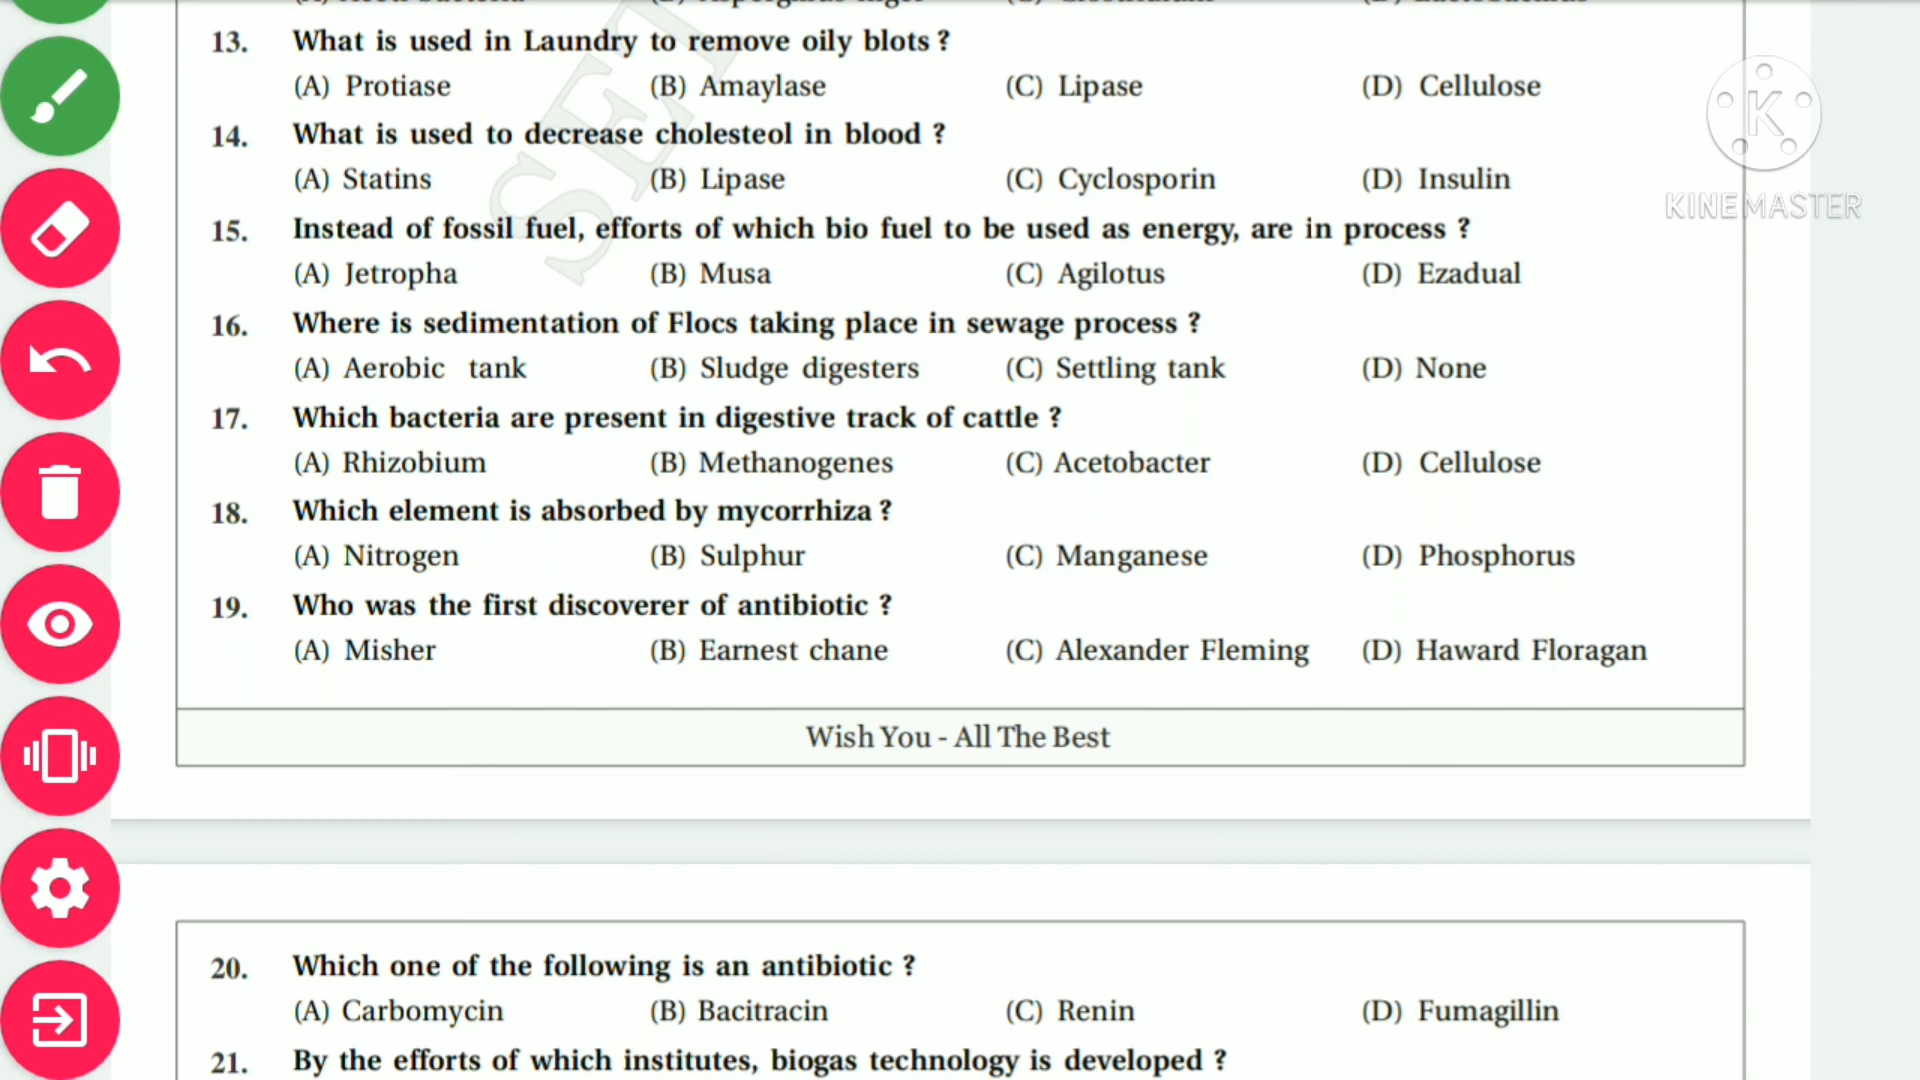 13. What is used in Laundry to remove oily blots ?
(A) Protiase (B) Amaylase (C) Lipase (D) Cellulose
14. What is used to decrease cholesteol in blood ?
(A) Statins (B) Lipase (C) Cyclosporin (D) Insulin
15. Instead of fossil fuel, efforts of which bio fuel to be used as energy, are in process ?
(A) Jetropha (B) Musa (C) Agilotus (D) Ezadual
16. Where is sedimentation of Flocs taking place in sewage process ?
(A) Aerobic tank (B) Sludge digesters (C) Settling tank (D) None
17. Which bacteria are present in digestive track of cattle ?
(A) Rhizobium (B) Methanogenes (C) Acetobacter (D) Cellulose
18. Which element is absorbed by mycorrhiza ?
(A) Nitrogen (B) Sulphur (C) Manganese (D) Phosphorus
19. Who was the first discoverer of antibiotic ?
(A) Misher (B) Earnest chane (C) Alexander Fleming (D) Haward Floragan
Wish You - All The Best
20. Which one of the following is an antibiotic ?
(A) Carbomycin (B) Bacitracin (C) Renin (D) Fumagillin
21. By the efforts of which institutes, biogas technology is developed ?
SET
K
KINEMASTER